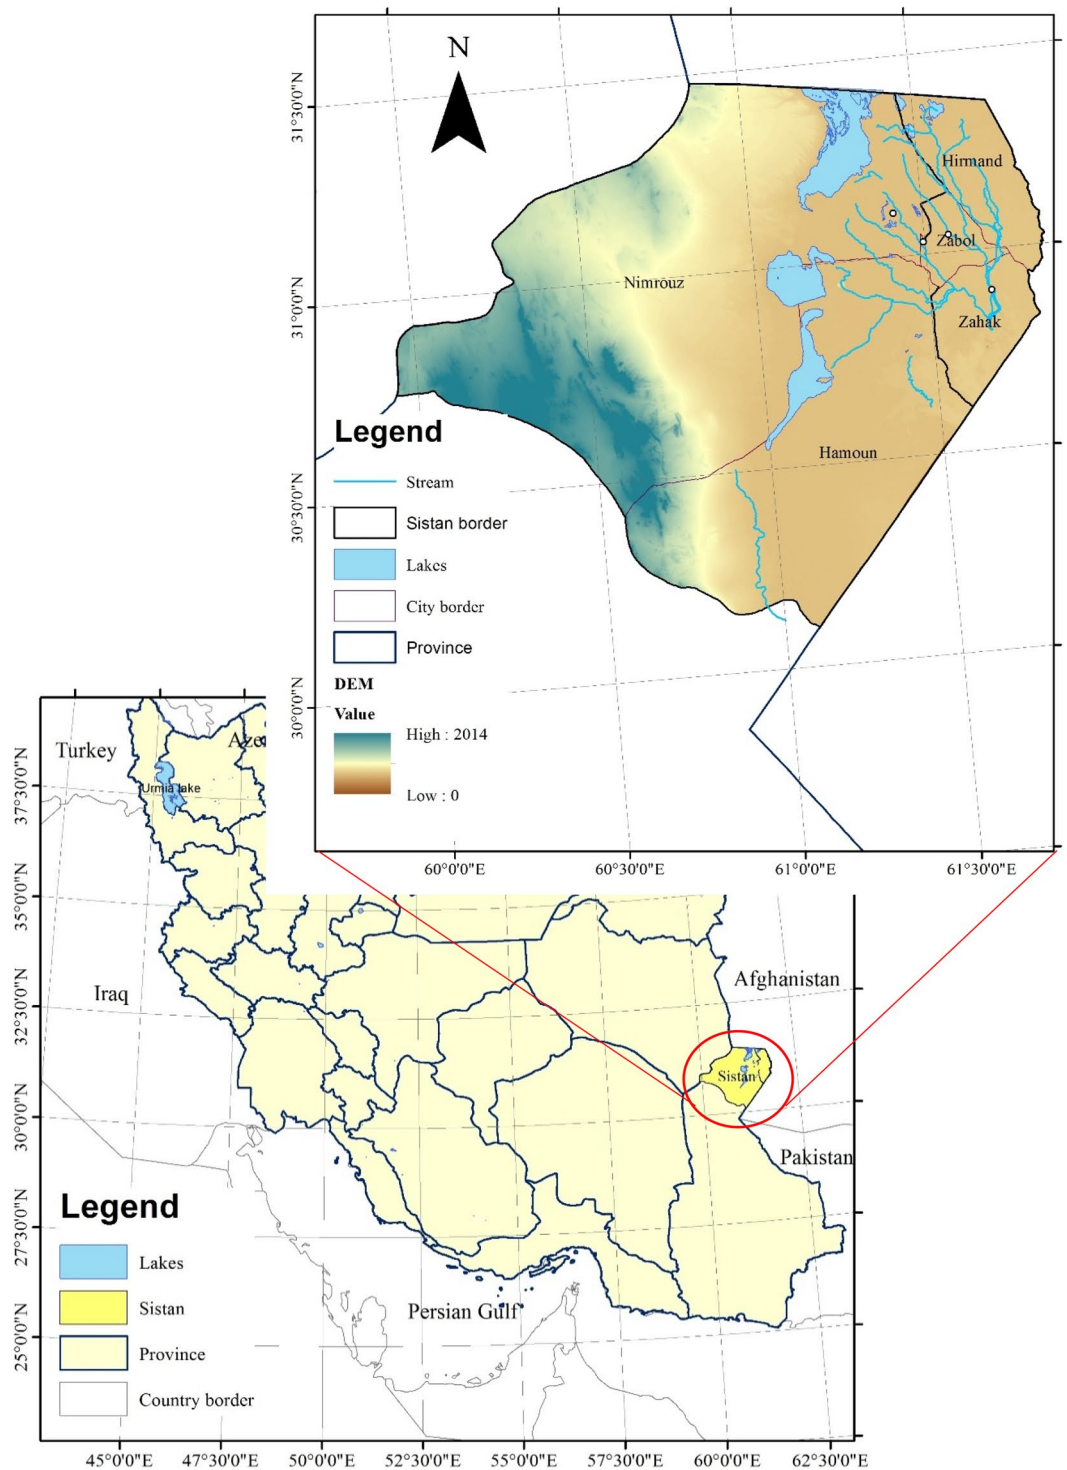 N
31°30'0"N
31°0'0"N
30°30'0"N
30°0'0"N
Hirmand
Zabol
Nimrouz
Zahak
Hamoun
Legend
Stream
Sistan border
Lakes
City border
Province
DEM
Value
High : 2014
Low : 0
60°0'0"E
60°30'0"E
61°0'0"E
61°30'0"E
37°30'0"N
35°0'0"N
32°30'0"N
30°0'0"N
27°30'0"N
25°0'0"N
Turkey
Aze
Urmia lake
Iraq
Afghanistan
Sistan
Pakistan
Persian Gulf
Legend
Lakes
Sistan
Province
Country border
45°0'0"E
47°30'0"E
50°0'0"E
52°30'0"E
55°0'0"E
57°30'0"E
60°0'0"E
62°30'0"E